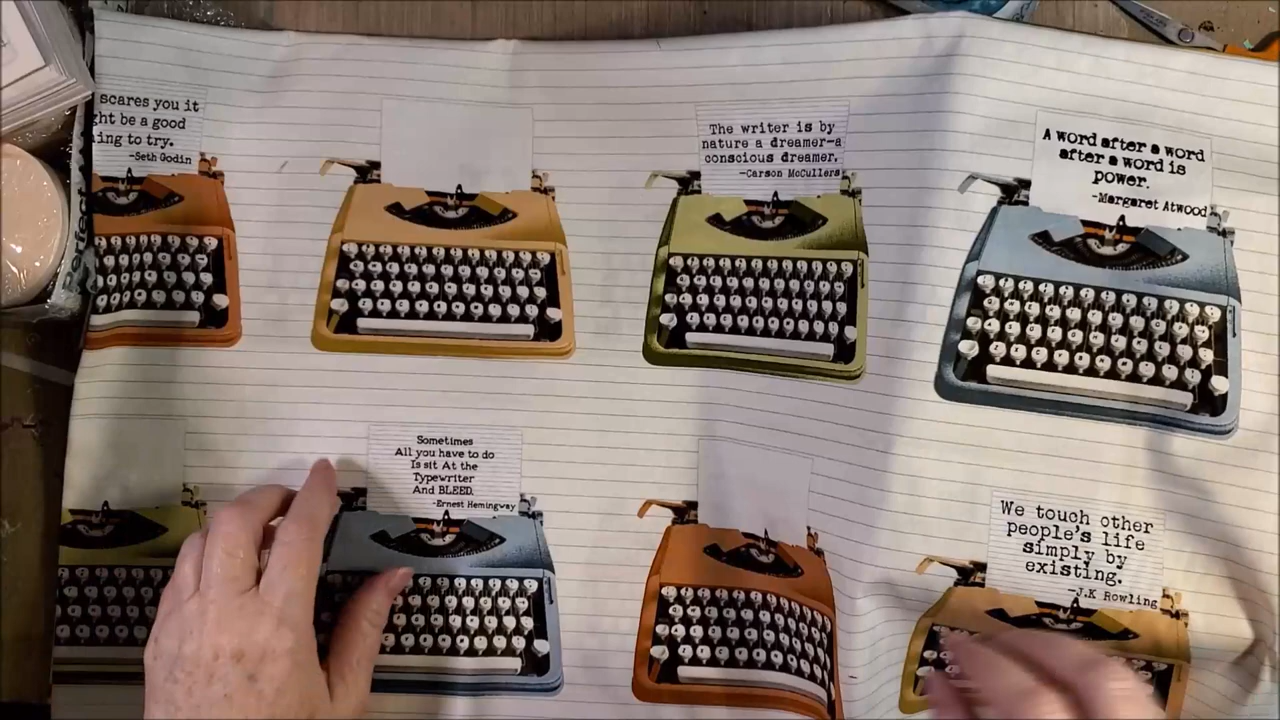 scares you it
ght be a good
ing to try.
-Seth Godin
The writer is by
nature a dreamer—a
conscious dreamer.
-Carson McCullers
A word after a word
after a word is
power.
-Margaret Atwood
Sometimes
All you have to do
Is sit At the
Typewriter
And BLEED.
-Ernest Hemingway
We touch other
people's life
simply by
existing.
-J.K Rowling